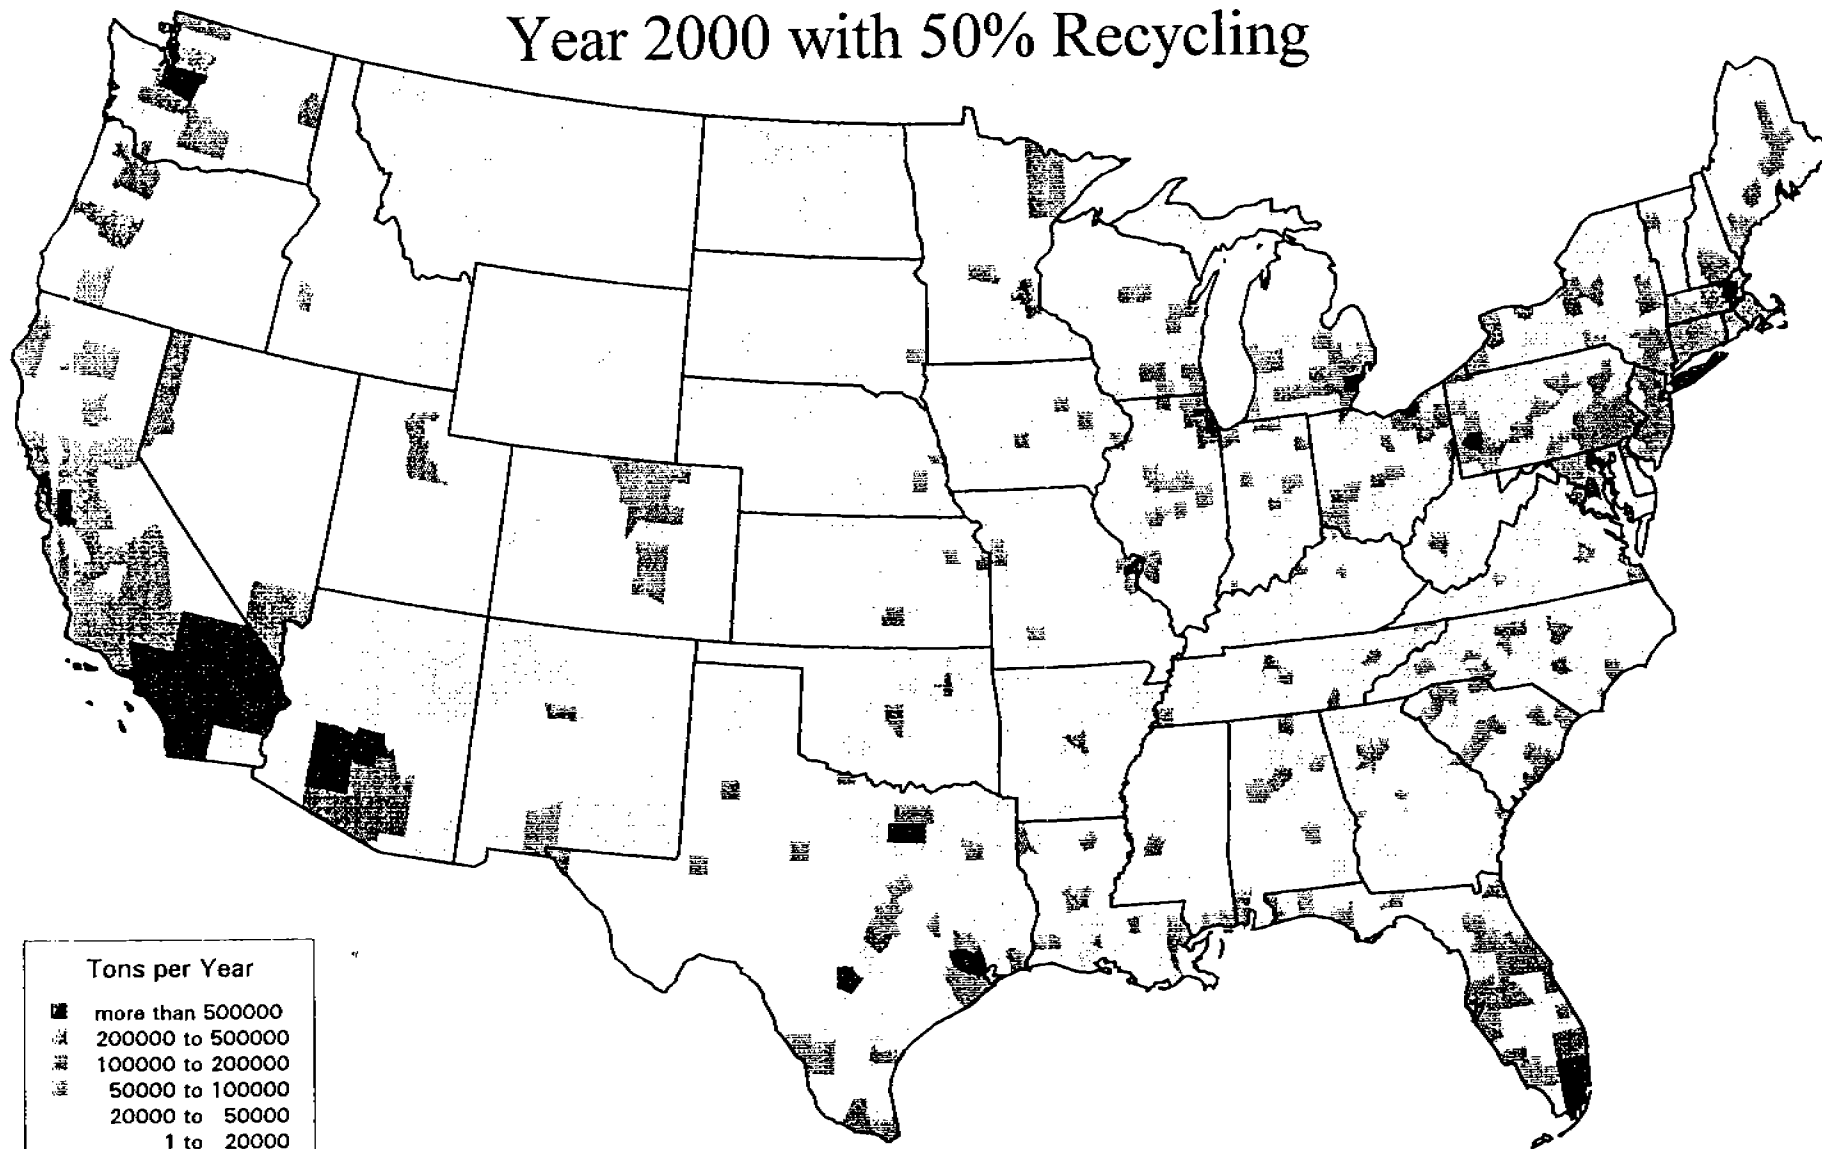 Year 2000 with 50% Recycling
Tons per Year
more than 500000
200000 to 500000
100000 to 200000
50000 to 100000
20000 to 50000
1 to 20000